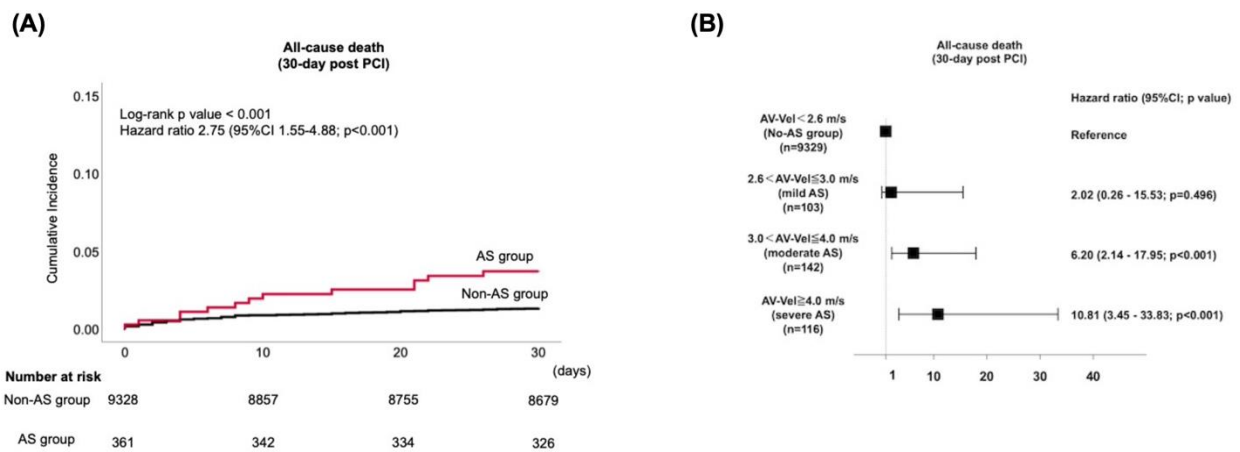 (A)
All-cause death
(30-day post PCI)
Log-rank p value < 0.001
Hazard ratio 2.75 (95%CI 1.55-4.88; p<0.001)
Cumulative Incidence
0.15
0.10
0.05
0.00
AS group
Non-AS group
0 10 20 30
(days)
Number at risk
Non-AS group 9328 8857 8755 8679
AS group 361 342 334 326
(B)
All-cause death
(30-day post PCI)
Hazard ratio (95%CI; p value)
AV-Vel<2.6 m/s
(No-AS group)
(n=9329)
Reference
2.6<AV-Vel≦3.0 m/s
(mild AS)
(n=103)
2.02 (0.26 - 15.53; p=0.496)
3.0<AV-Vel≦4.0 m/s
(moderate AS)
(n=142)
6.20 (2.14 - 17.95; p<0.001)
AV-Vel≧4.0 m/s
(severe AS)
(n=116)
10.81 (3.45 - 33.83; p<0.001)
1 10 20 30 40